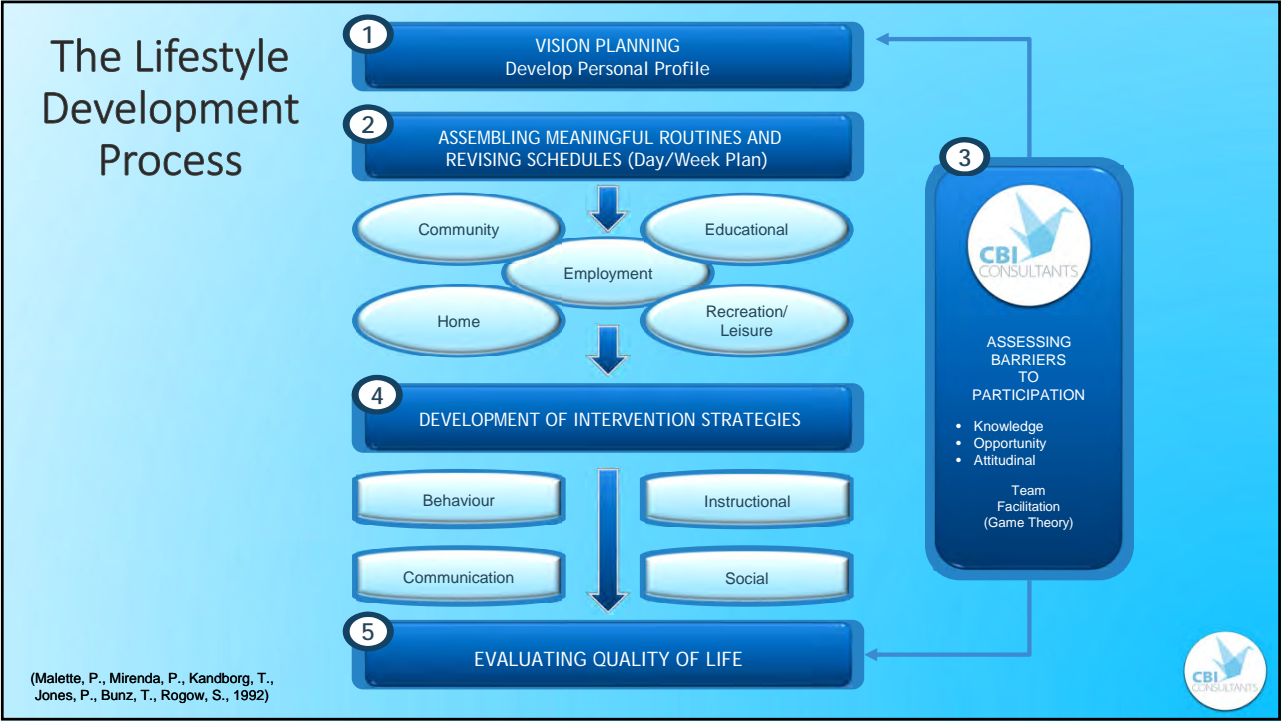 The Lifestyle
Development
Process
1
VISION PLANNING
Develop Personal Profile
2
ASSEMBLING MEANINGFUL ROUTINES AND
REVISING SCHEDULES (Day/Week Plan)
Community
Educational
Employment
Home
Recreation/
Leisure
3
CBI
CONSULTANTS
ASSESSING
BARRIERS
TO
PARTICIPATION
• Knowledge
• Opportunity
• Attitudinal
Team
Facilitation
(Game Theory)
4
DEVELOPMENT OF INTERVENTION STRATEGIES
Behaviour
Instructional
Communication
Social
5
EVALUATING QUALITY OF LIFE
(Malette, P., Mirenda, P., Kandborg, T.,
Jones, P., Bunz, T., Rogow, S., 1992)
CBI
CONSULTANTS